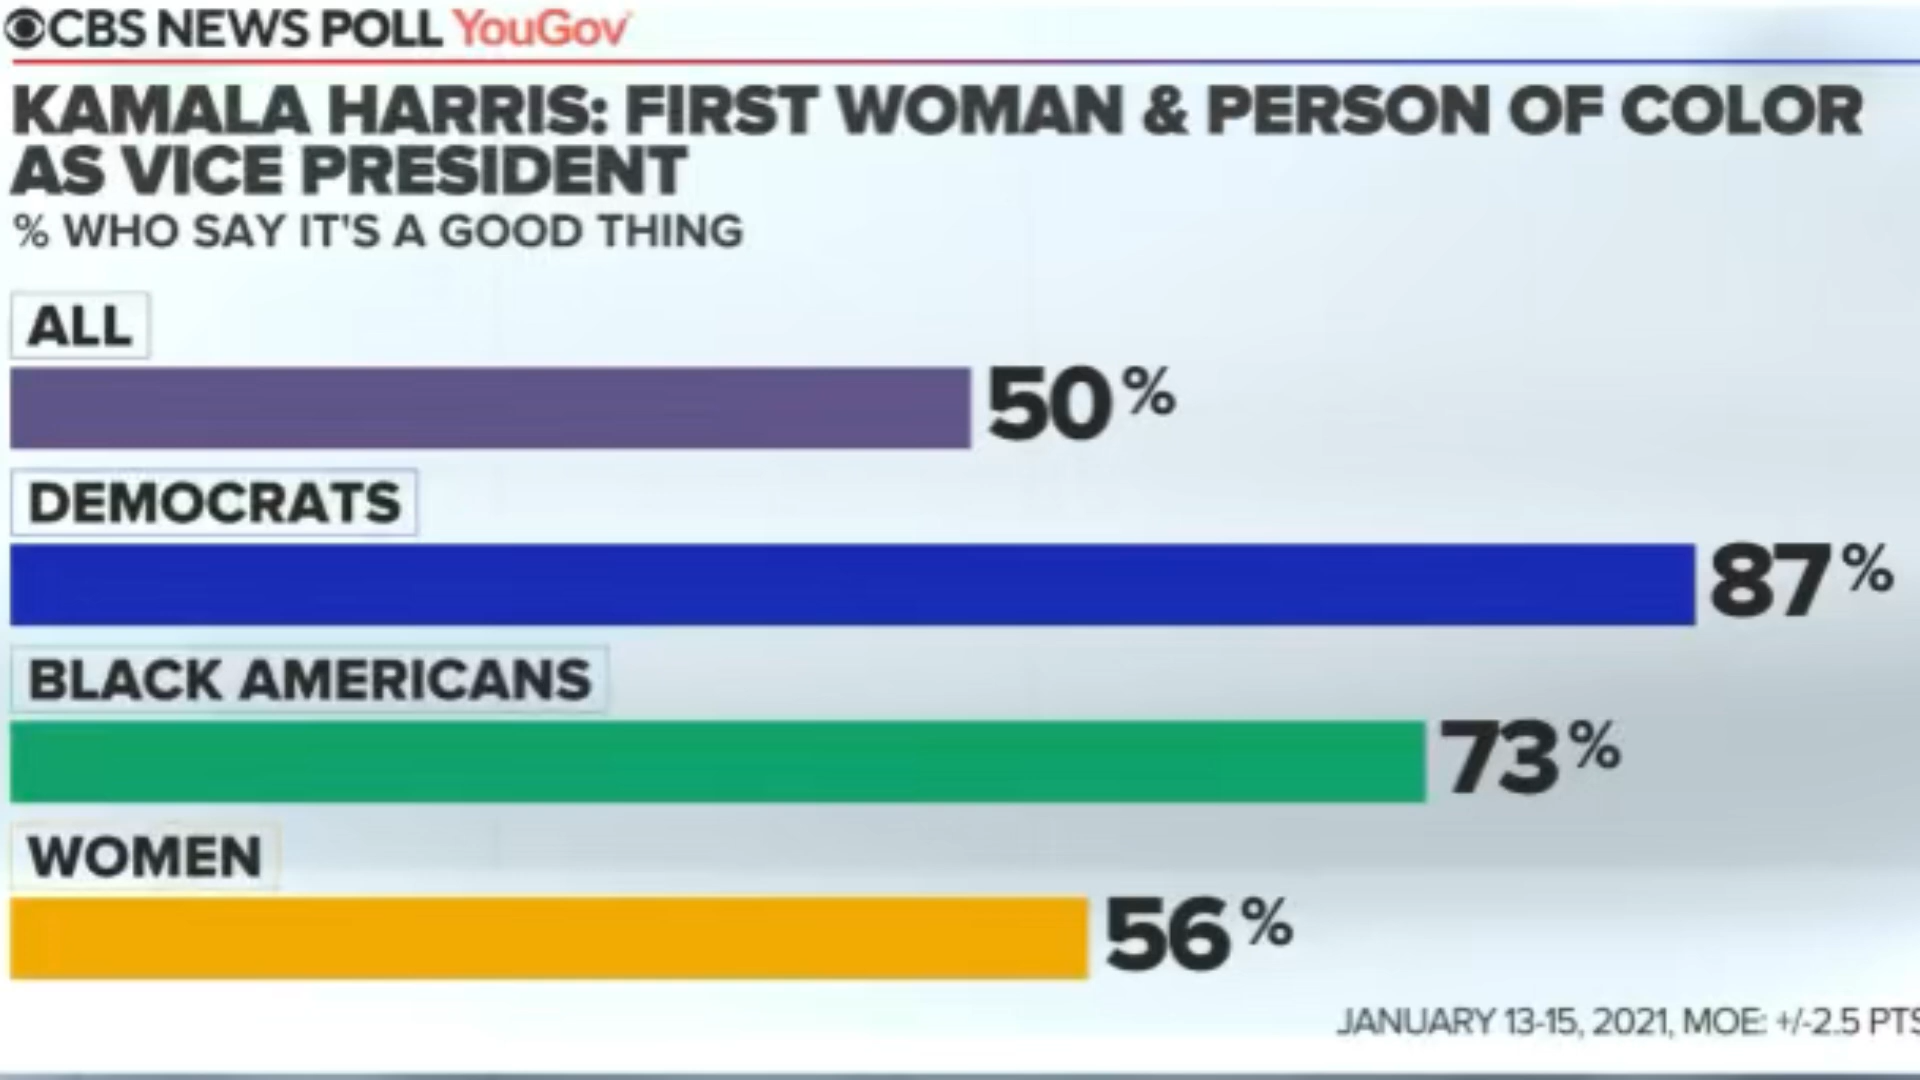 CBS NEWS POLL YouGov
KAMALA HARRIS: FIRST WOMAN & PERSON OF COLOR
AS VICE PRESIDENT
% WHO SAY IT'S A GOOD THING
ALL
50%
DEMOCRATS
87%
BLACK AMERICANS
73%
WOMEN
56%
JANUARY 13-15, 2021, MOE: +/-2.5 PTS